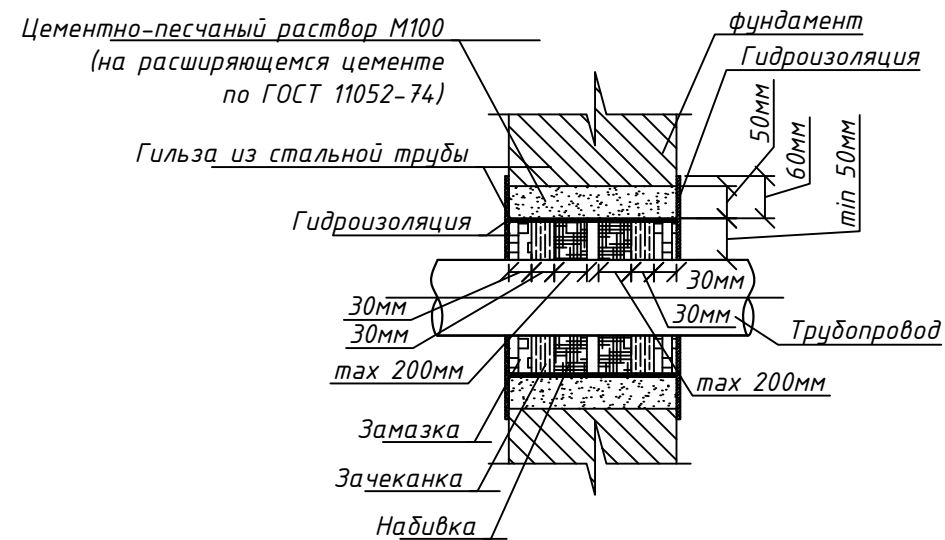 Цементно-песчаный раствор М100
(на расширяющемся цементе
по ГОСТ 11052-74)
фундамент
Гидроизоляция
50мм
60мм
min 50мм
Гильза из стальной трубы
Гидроизоляция
30мм
30мм
30мм
30мм
Трубопровод
max 200мм
max 200мм
Замазка
Зачеканка
Набивка